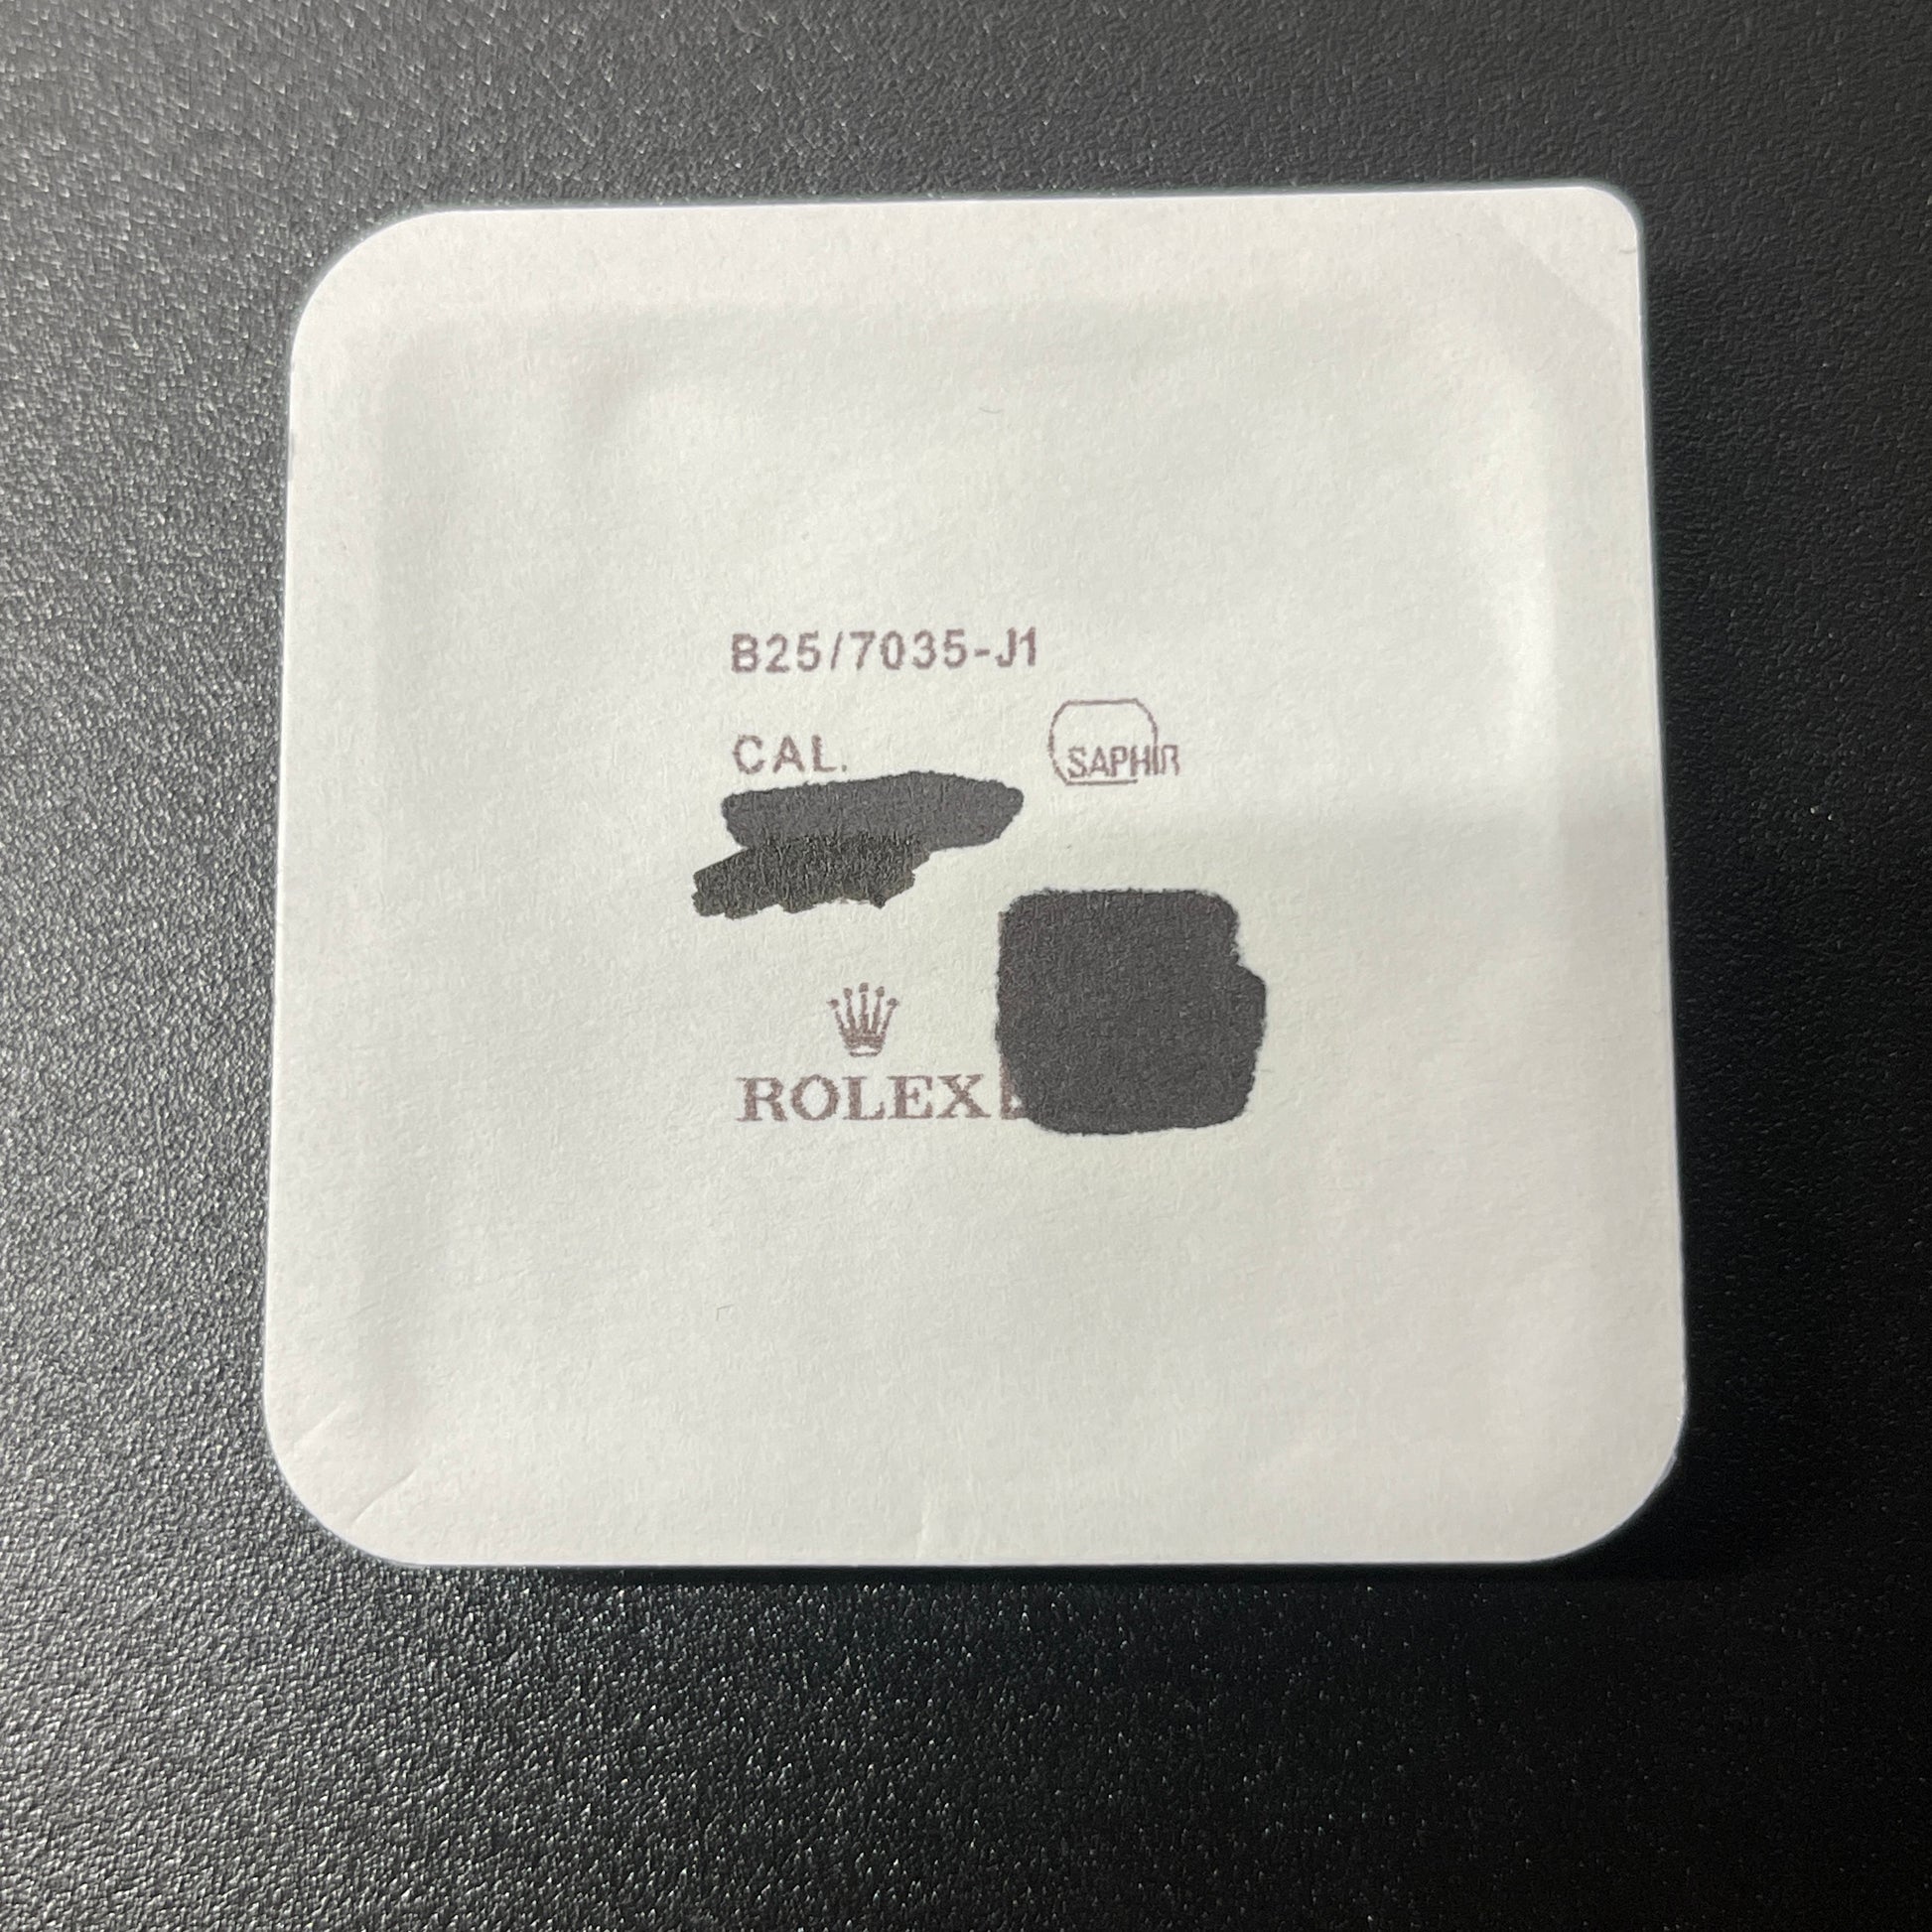 B25/7035-J1
CAL.
SAPHIR
ROLEX